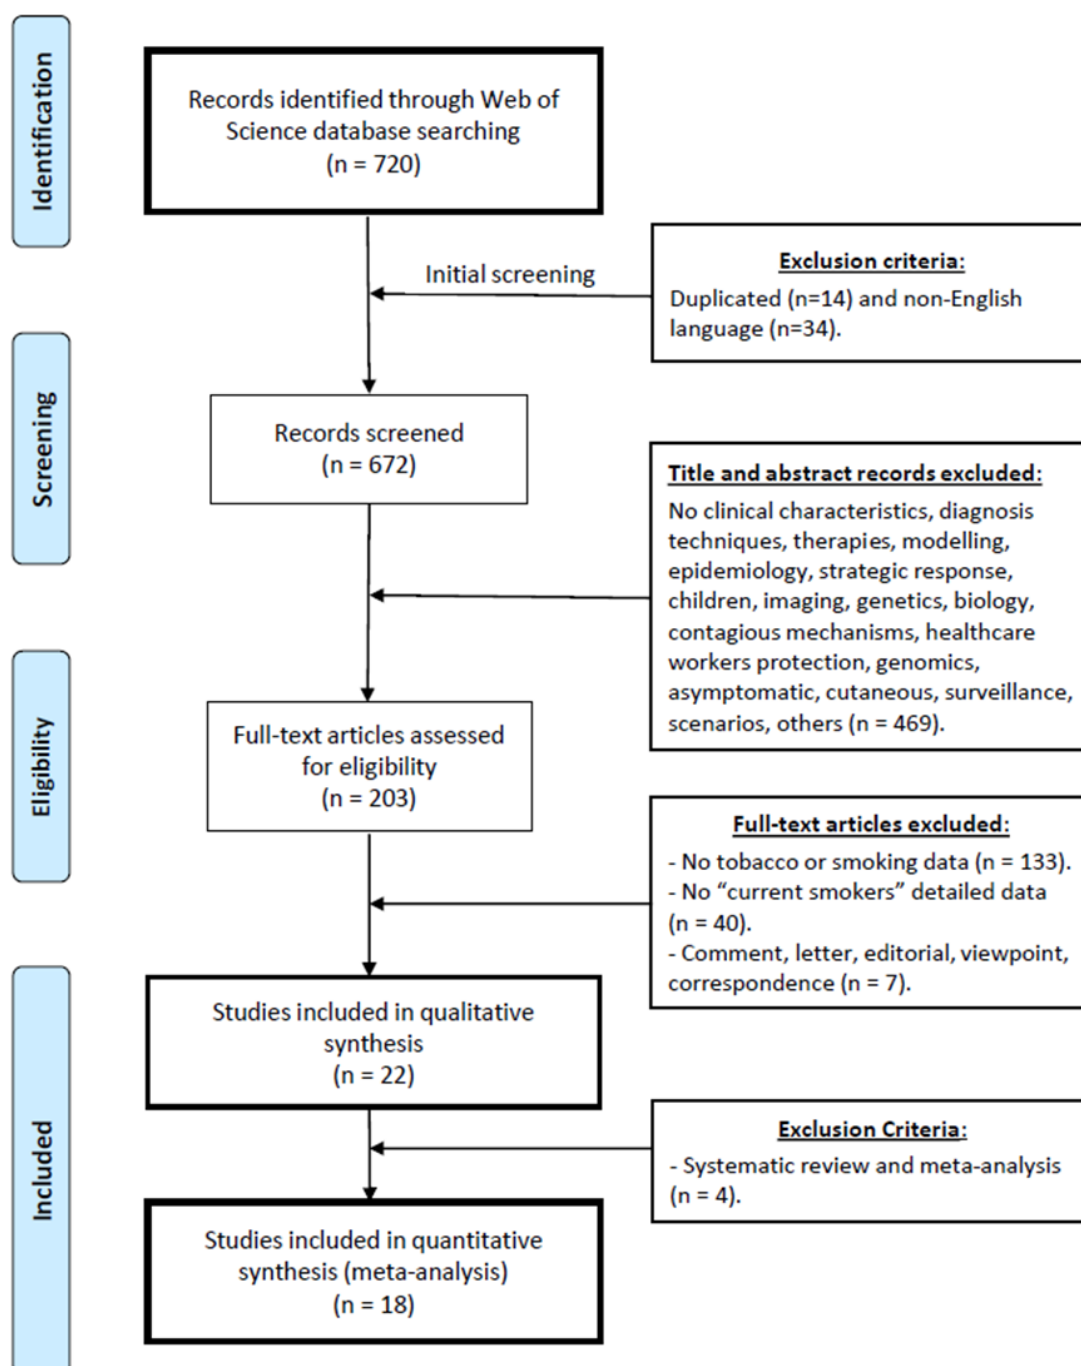 Identification
Records identified through Web of
Science database searching
(n = 720)
Initial screening
Exclusion criteria:
Duplicated (n=14) and non-English
language (n=34).
Screening
Records screened
(n = 672)
Title and abstract records excluded:
No clinical characteristics, diagnosis
techniques, therapies, modelling,
epidemiology, strategic response,
children, imaging, genetics, biology,
contagious mechanisms, healthcare
workers protection, genomics,
asymptomatic, cutaneous, surveillance,
scenarios, others (n = 469).
Eligibility
Full-text articles assessed
for eligibility
(n = 203)
Full-text articles excluded:
- No tobacco or smoking data (n = 133).
- No “current smokers” detailed data
(n = 40).
- Comment, letter, editorial, viewpoint,
correspondence (n = 7).
Included
Studies included in qualitative
synthesis
(n = 22)
Exclusion Criteria:
- Systematic review and meta-analysis
(n = 4).
Studies included in quantitative
synthesis (meta-analysis)
(n = 18)